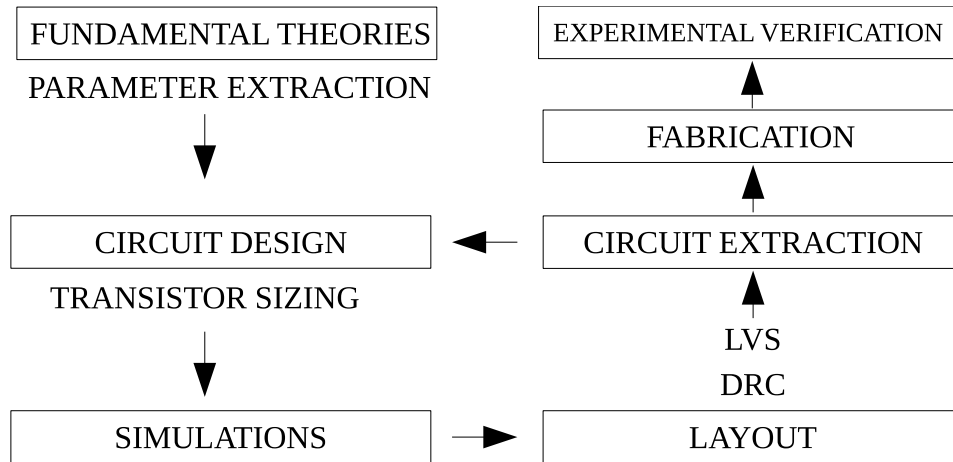 FUNDAMENTAL THEORIES
PARAMETER EXTRACTION
CIRCUIT DESIGN
TRANSISTOR SIZING
SIMULATIONS
LAYOUT
DRC
LVS
CIRCUIT EXTRACTION
FABRICATION
EXPERIMENTAL VERIFICATION